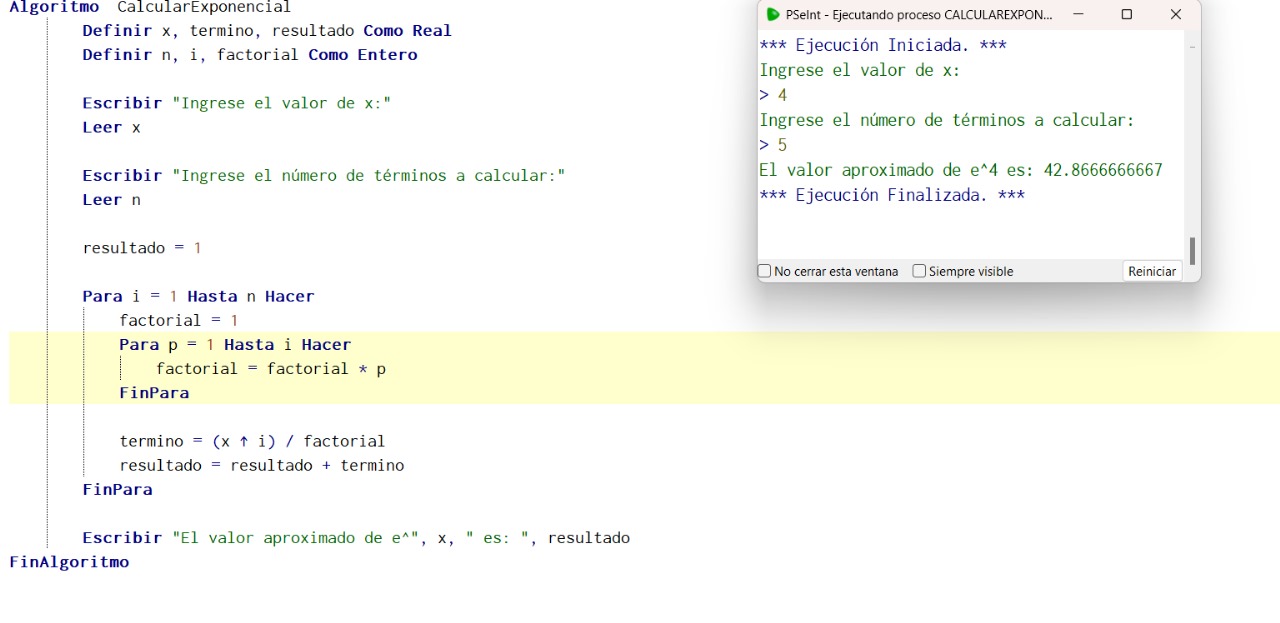 Algoritmo CalcularExponencial
Definir x, termino, resultado Como Real
Definir n, i, factorial Como Entero
Escribir "Ingrese el valor de x:"
Leer x
Escribir "Ingrese el número de términos a calcular:"
Leer n
resultado = 1
Para i = 1 Hasta n Hacer
factorial = 1
Para p = 1 Hasta i Hacer
factorial = factorial * p
FinPara
termino = (x ↑ i) / factorial
resultado = resultado + termino
FinPara
Escribir "El valor aproximado de e^", x, " es: ", resultado
FinAlgoritmo
PSeInt - Ejecutando proceso CALCULAREXPON...
*** Ejecución Iniciada. ***
Ingrese el valor de x:
> 4
Ingrese el número de términos a calcular:
> 5
El valor aproximado de e^4 es: 42.8666666667
*** Ejecución Finalizada. ***
No cerrar esta ventana Siempre visible Reiniciar